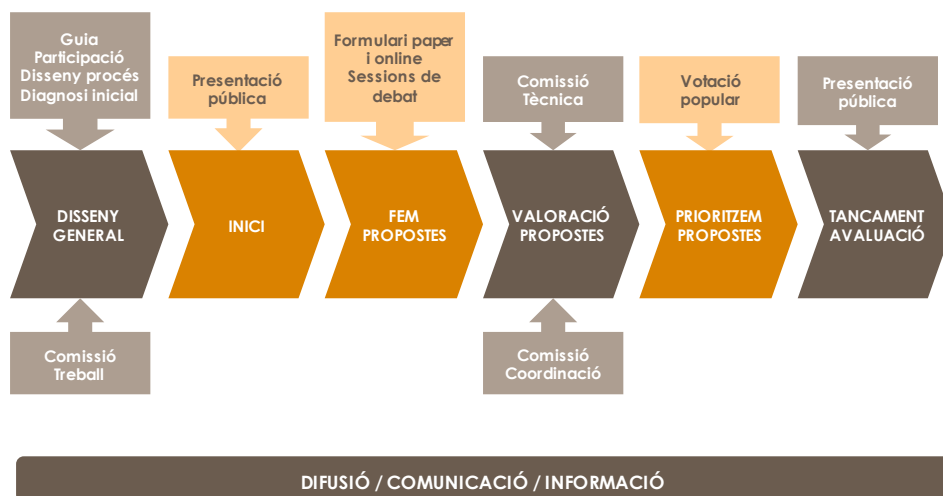 Guia
Participació
Disseny procés
Diagnosi inicial
Presentació
pública
Formulari paper
i online
Sessions de
debat
Comissió
Tècnica
Votació
popular
Presentació
pública
DISSENY
GENERAL
INICI
FEM
PROPOSTES
VALORACIÓ
PROPOSTES
PRIORITZEM
PROPOSTES
TANCAMENT
AVALUACIÓ
Comissió
Treball
Comissió
Coordinació
DIFUSIÓ / COMUNICACIÓ / INFORMACIÓ